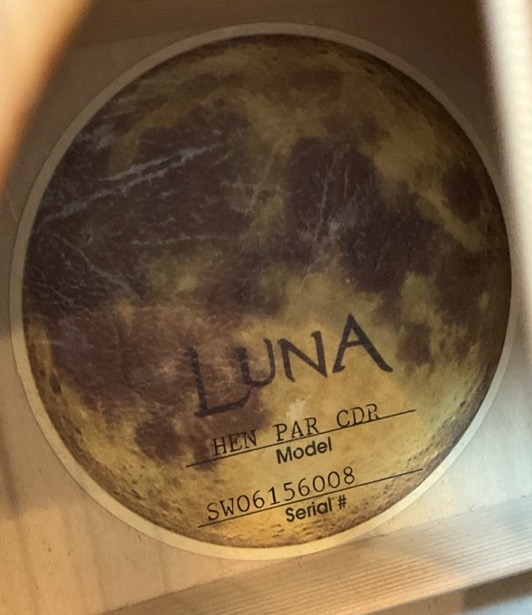 LUNA
HEN PAR CDR
Model
SW06156008
Serial #